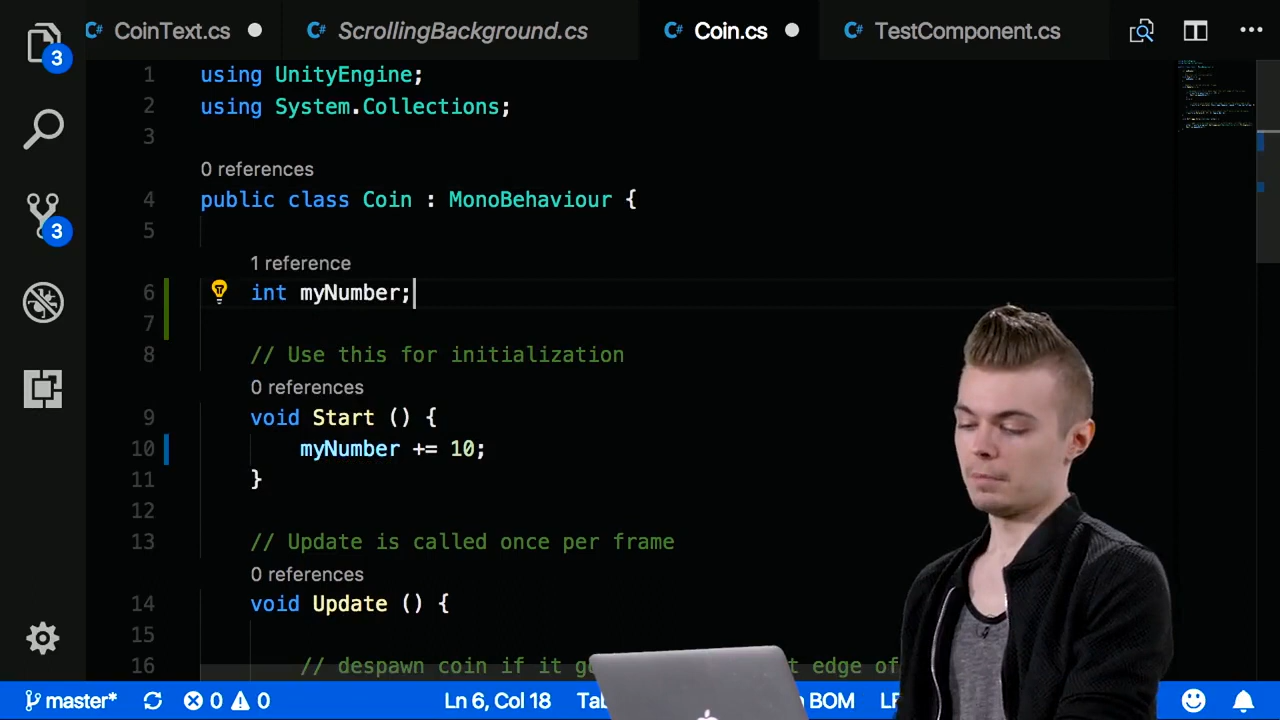 CoinText.cs
ScrollingBackground.cs
Coin.cs
TestComponent.cs
3
3
1 using UnityEngine;
2 using System.Collections;
3
0 references
4 public class Coin : MonoBehaviour {
5
1 reference
6 int myNumber;
7
8 // Use this for initialization
0 references
9 void Start () {
10 myNumber += 10;
11 }
12
13 // Update is called once per frame
0 references
14 void Update () {
15
16 // despawn coin if it edge of
master* 0 0 Ln 6, Col 18 BOM